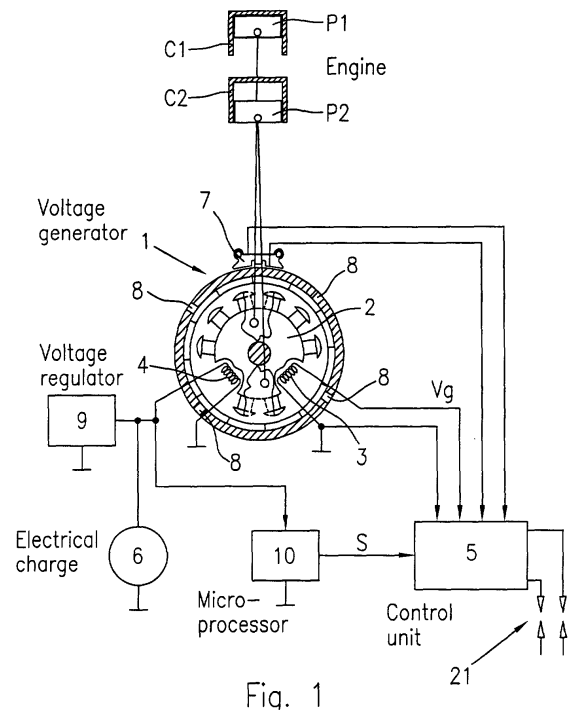 P1
C1
Engine
C2
P2
Voltage
generator
7
1
8
8
2
Voltage
regulator
4
8
Vg
9
3
8
Electrical
charge
6
10
S
5
Micro-
processor
Control
unit
21
Fig. 1